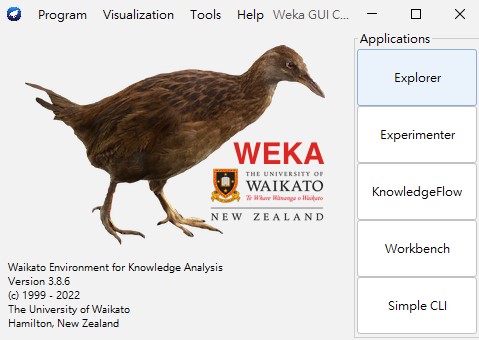 Program Visualization Tools Help Weka GUI C...
Applications
Explorer
Experimenter
KnowledgeFlow
Workbench
Simple CLI
WEKA
THE UNIVERSITY OF
WAIKATO
Te Whare Wānanga o Waikato
NEW ZEALAND
Waikato Environment for Knowledge Analysis
Version 3.8.6
(c) 1999 - 2022
The University of Waikato
Hamilton, New Zealand